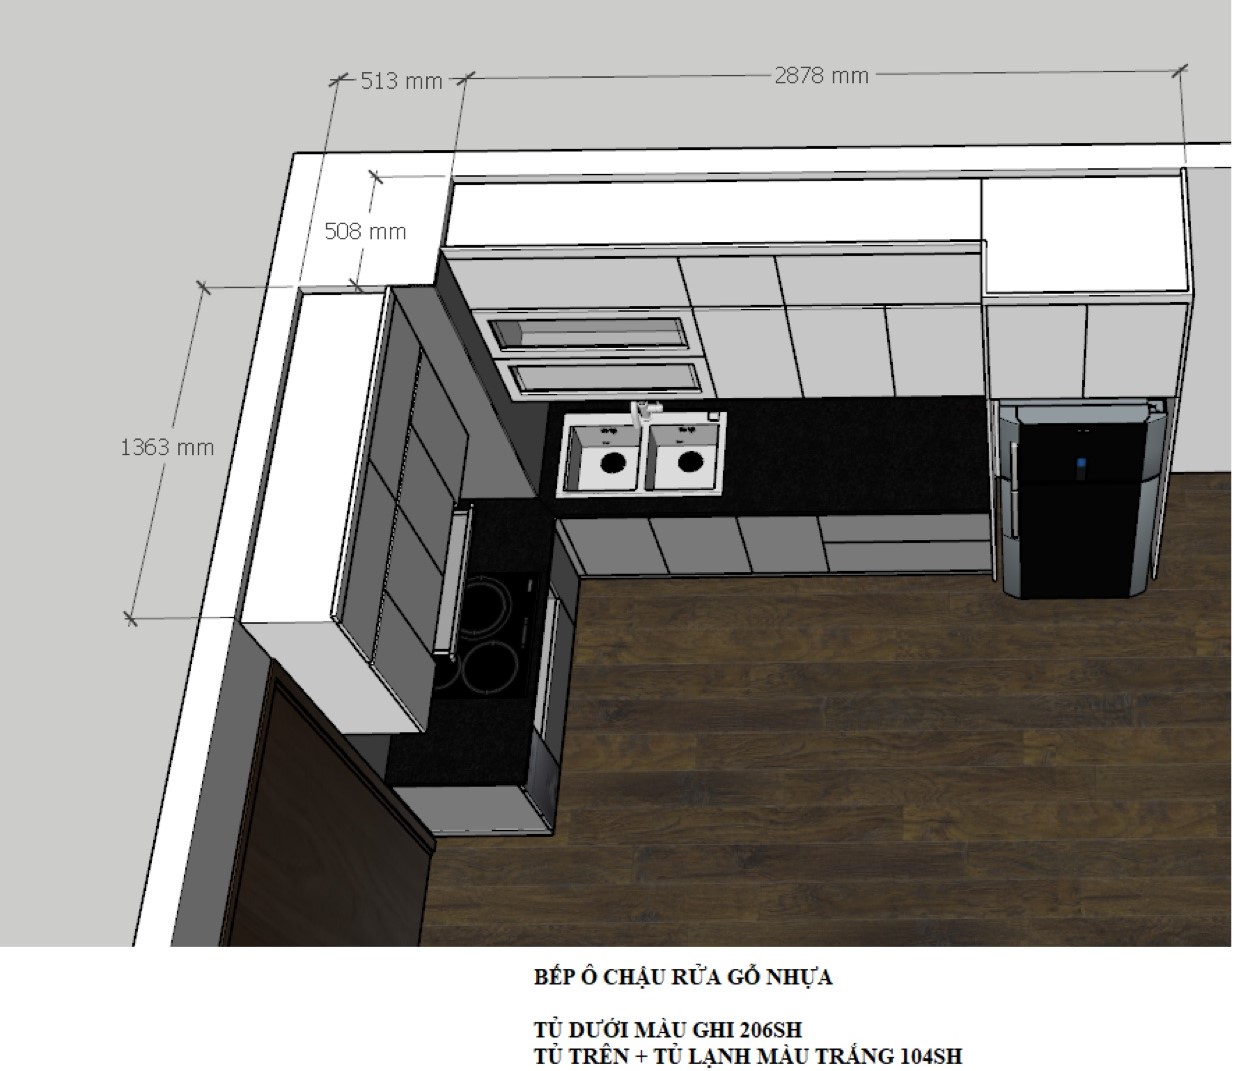 513 mm
2878 mm
508 mm
1363 mm
BẾP Ô CHẬU RỬA GỖ NHỰA
TỦ DƯỚI MÀU GHI 206SH
TỦ TRÊN + TỦ LẠNH MÀU TRẮNG 104SH